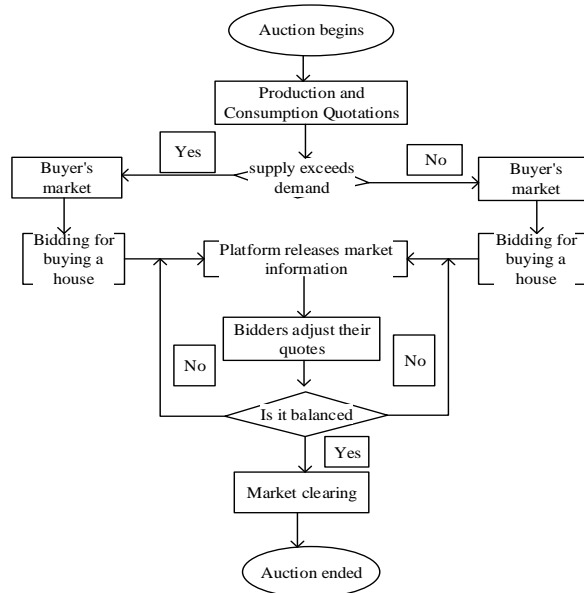 Auction begins
Production and
Consumption Quotations
Yes
No
supply exceeds
demand
Buyer's
market
Buyer's
market
Bidding for
buying a
house
Platform releases market
information
Bidding for
buying a
house
Bidders adjust their
quotes
No
No
Is it balanced
Yes
Market clearing
Auction ended